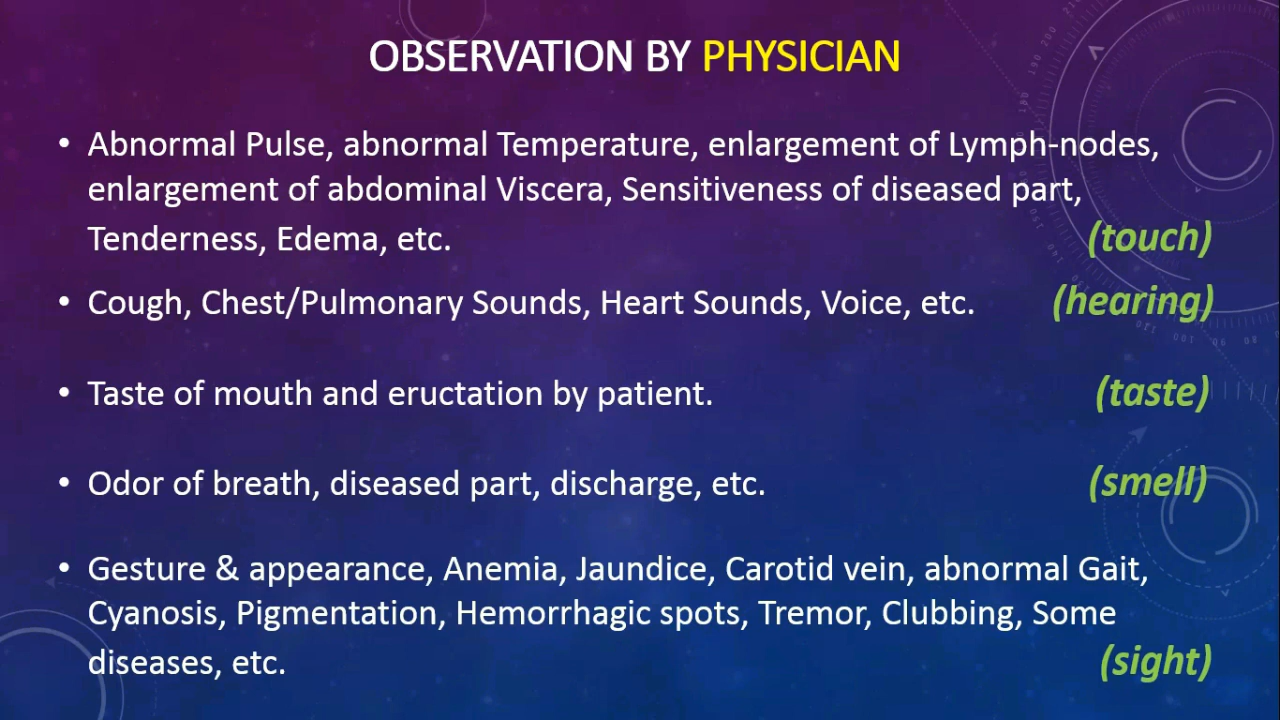 OBSERVATION BY PHYSICIAN
• Abnormal Pulse, abnormal Temperature, enlargement of Lymph-nodes,
enlargement of abdominal Viscera, Sensitiveness of diseased part,
Tenderness, Edema, etc. (touch)
• Cough, Chest/Pulmonary Sounds, Heart Sounds, Voice, etc. (hearing)
• Taste of mouth and eructation by patient. (taste)
• Odor of breath, diseased part, discharge, etc. (smell)
• Gesture & appearance, Anemia, Jaundice, Carotid vein, abnormal Gait,
Cyanosis, Pigmentation, Hemorrhagic spots, Tremor, Clubbing, Some
diseases, etc. (sight)